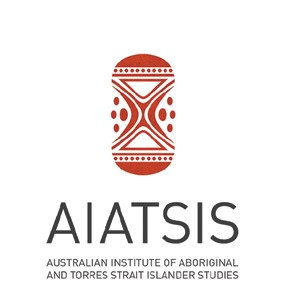 AIATSIS
AUSTRALIAN INSTITUTE OF ABORIGINAL
AND TORRES STRAIT ISLANDER STUDIES